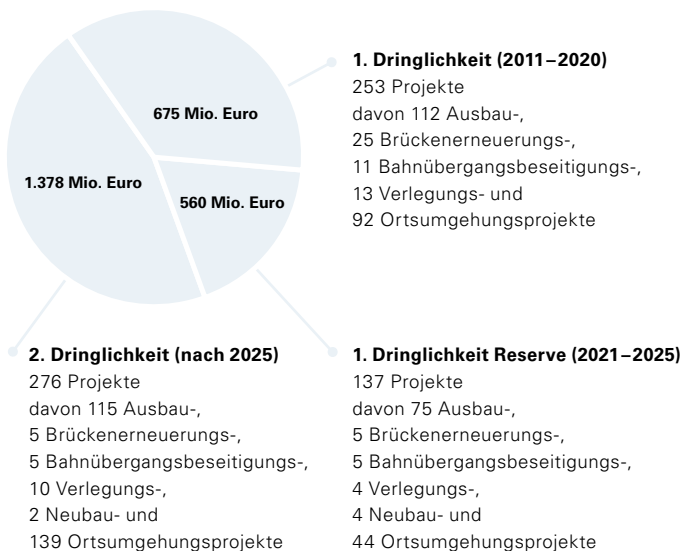 675 Mio. Euro
1.378 Mio. Euro
560 Mio. Euro
1. Dringlichkeit (2011–2020)
253 Projekte
davon 112 Ausbau-,
25 Brückenerneuerungs-,
11 Bahnübergangsbeseitigungs-,
13 Verlegungs- und
92 Ortsumgehungsprojekte
2. Dringlichkeit (nach 2025)
276 Projekte
davon 115 Ausbau-,
5 Brückenerneuerungs-,
5 Bahnübergangsbeseitigungs-,
10 Verlegungs-,
2 Neubau- und
139 Ortsumgehungsprojekte
1. Dringlichkeit Reserve (2021–2025)
137 Projekte
davon 75 Ausbau-,
5 Brückenerneuerungs-,
5 Bahnübergangsbeseitigungs-,
4 Verlegungs-,
4 Neubau- und
44 Ortsumgehungsprojekte